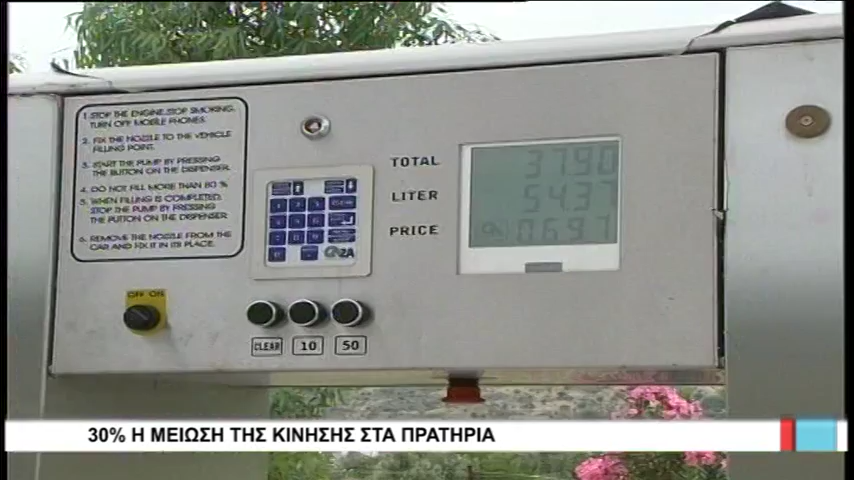 1. STOP THE ENGINE.STOP SMOKING.
TURN OFF MOBILE PHONES.
2. FIX THE NOZZLE TO THE VEHICLE
FILLING POINT.
3. START THE PUMP BY PRESSING
THE BUTTON ON THE DISPENSER.
4. DO NOT FILL MORE THAN 80 %
5. WHEN FILLING IS COMPLETED
STOP THE PUMP BY PRESSING
THE BUTTON ON THE DISPENSER.
6. REMOVE THE NOZZLE FROM THE
CAR AND FIX IT IN ITS PLACE.
TOTAL 37.90
LITER 54.37
PRICE 0.697
OFF ON
CLEAR 10 50
30% Η ΜΕΙΩΣΗ ΤΗΣ ΚΙΝΗΣΗΣ ΣΤΑ ΠΡΑΤΗΡΙΑ